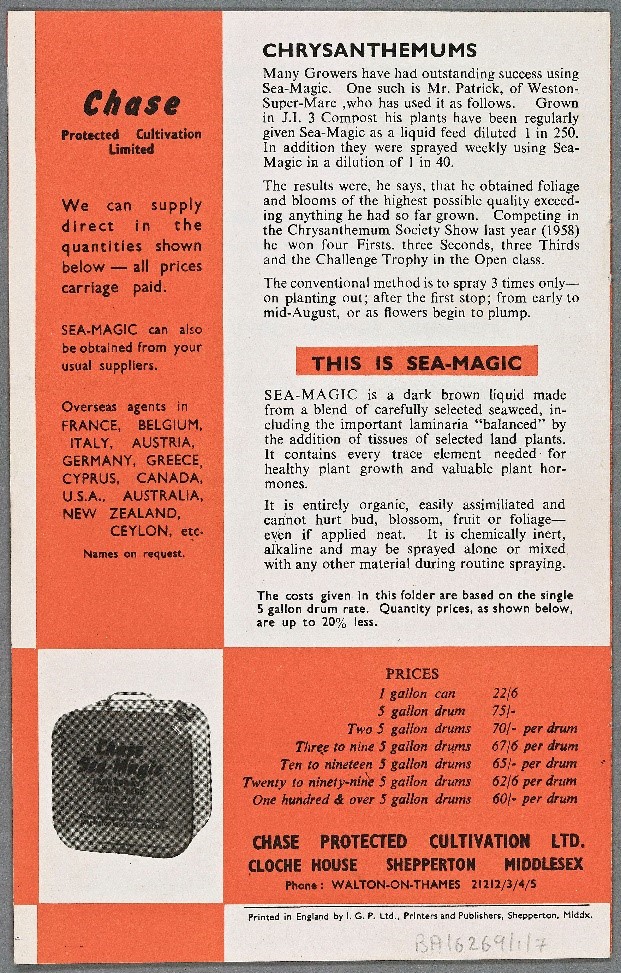 Chase
Protected Cultivation
Limited
We can supply
direct in the
quantities shown
below — all prices
carriage paid.
SEA-MAGIC can also
be obtained from your
usual suppliers.
Overseas agents in
FRANCE, BELGIUM,
ITALY, AUSTRIA,
GERMANY, GREECE,
CYPRUS, CANADA,
U.S.A., AUSTRALIA,
NEW ZEALAND,
CEYLON, etc.
Names on request.
CHRYSANTHEMUMS
Many Growers have had outstanding success using
Sea-Magic. One such is Mr. Patrick, of Weston-
Super-Mare ,who has used it as follows. Grown
in J.I. 3 Compost his plants have been regularly
given Sea-Magic as a liquid feed diluted 1 in 250.
In addition they were sprayed weekly using Sea-
Magic in a dilution of 1 in 40.
The results were, he says, that he obtained foliage
and blooms of the highest possible quality exceed-
ing anything he had so far grown. Competing in
the Chrysanthemum Society Show last year (1958)
he won four Firsts, three Seconds, three Thirds
and the Challenge Trophy in the Open class.
The conventional method is to spray 3 times only—
on planting out; after the first stop; from early to
mid-August, or as flowers begin to plump.
THIS IS SEA-MAGIC
SEA-MAGIC is a dark brown liquid made
from a blend of carefully selected seaweed, in-
cluding the important laminaria "balanced" by
the addition of tissues of selected land plants.
It contains every trace element needed for
healthy plant growth and valuable plant hor-
mones.
It is entirely organic, easily assimiliated and
cannot hurt bud, blossom, fruit or foliage—
even if applied neat. It is chemically inert,
alkaline and may be sprayed alone or mixed
with any other material during routine spraying.
The costs given in this folder are based on the single
5 gallon drum rate. Quantity prices, as shown below,
are up to 20% less.
Chase
Sea-Magic
PRICES
1 gallon can 22/6
5 gallon drum 75/-
Two 5 gallon drums 70/- per drum
Three to nine 5 gallon drums 67/6 per drum
Ten to nineteen 5 gallon drums 65/- per drum
Twenty to ninety-nine 5 gallon drums 62/6 per drum
One hundred & over 5 gallon drums 60/- per drum
CHASE PROTECTED CULTIVATION LTD.
CLOCHE HOUSE SHEPPERTON MIDDLESEX
Phone: WALTON-ON-THAMES 21212/3/4/5
Printed in England by I. G. P. Ltd., Printers and Publishers, Shepperton, Middx.
BA/6269/1/7